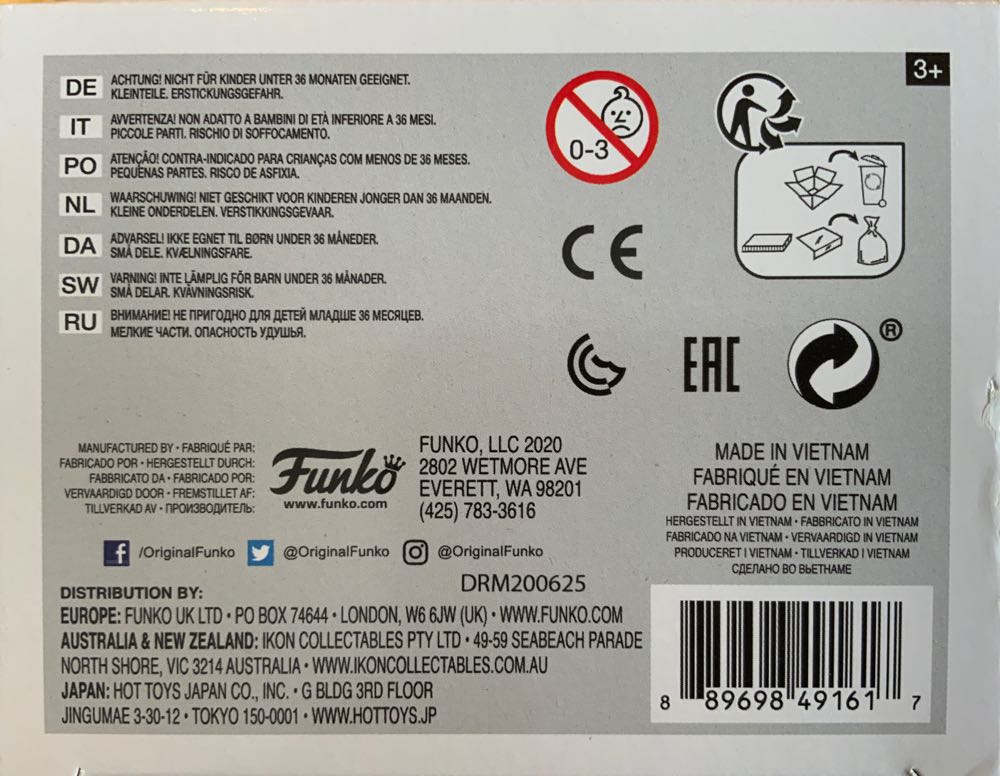 3+
DE ACHTUNG! NICHT FÜR KINDER UNTER 36 MONATEN GEEIGNET.
KLEINTEILE. ERSTICKUNGSGEFAHR.
IT AVVERTENZA! NON ADATTO A BAMBINI DI ETÀ INFERIORE A 36 MESI.
PICCOLE PARTI. RISCHIO DI SOFFOCAMENTO.
PO ATENÇÃO! CONTRA-INDICADO PARA CRIANÇAS COM MENOS DE 36 MESES.
PEQUENAS PARTES. RISCO DE ASFIXIA.
NL WAARSCHUWING! NIET GESCHIKT VOOR KINDEREN JONGER DAN 36 MAANDEN.
KLEINE ONDERDELEN. VERSTIKKINGSGEVAAR.
DA ADVARSEL! IKKE EGNET TIL BØRN UNDER 36 MÅNEDER.
SMÅ DELE. KVÆLNINGSFARE.
SW VARNING! INTE LÄMPLIG FÖR BARN UNDER 36 MÅNADER.
SMÅ DELAR. KVÄVNINGSRISK.
RU ВНИМАНИЕ! НЕ ПРИГОДНО ДЛЯ ДЕТЕЙ МЛАДШЕ 36 МЕСЯЦЕВ.
МЕЛКИЕ ЧАСТИ. ОПАСНОСТЬ УДУШЬЯ.
0-3
CE
EAC
®
MANUFACTURED BY • FABRIQUÉ PAR:
FABRICADO POR • HERGESTELLT DURCH:
FABBRICATO DA • FABRICADO POR:
VERVAARDIGD DOOR • FREMSTILLET AF:
TILLVERKAD AV • ПРОИЗВОДИТЕЛЬ:
Funko
www.funko.com
FUNKO, LLC 2020
2802 WETMORE AVE
EVERETT, WA 98201
(425) 783-3616
MADE IN VIETNAM
FABRIQUÉ EN VIETNAM
FABRICADO EN VIETNAM
HERGESTELLT IN VIETNAM • FABBRICATO IN VIETNAM
FABRICADO NA VIETNAM • VERVAARDIGD IN VIETNAM
PRODUCERET I VIETNAM • TILLVERKAD I VIETNAM
СДЕЛАНО ВО ВЬЕТНАМЕ
f /OriginalFunko @OriginalFunko @OriginalFunko
DRM200625
DISTRIBUTION BY:
EUROPE: FUNKO UK LTD • PO BOX 74644 • LONDON, W6 6JW (UK) • WWW.FUNKO.COM
AUSTRALIA & NEW ZEALAND: IKON COLLECTABLES PTY LTD • 49-59 SEABEACH PARADE
NORTH SHORE, VIC 3214 AUSTRALIA • WWW.IKONCOLLECTABLES.COM.AU
JAPAN: HOT TOYS JAPAN CO., INC. • G BLDG 3RD FLOOR
JINGUMAE 3-30-12 • TOKYO 150-0001 • WWW.HOTTOYS.JP
8 89698 49161 7